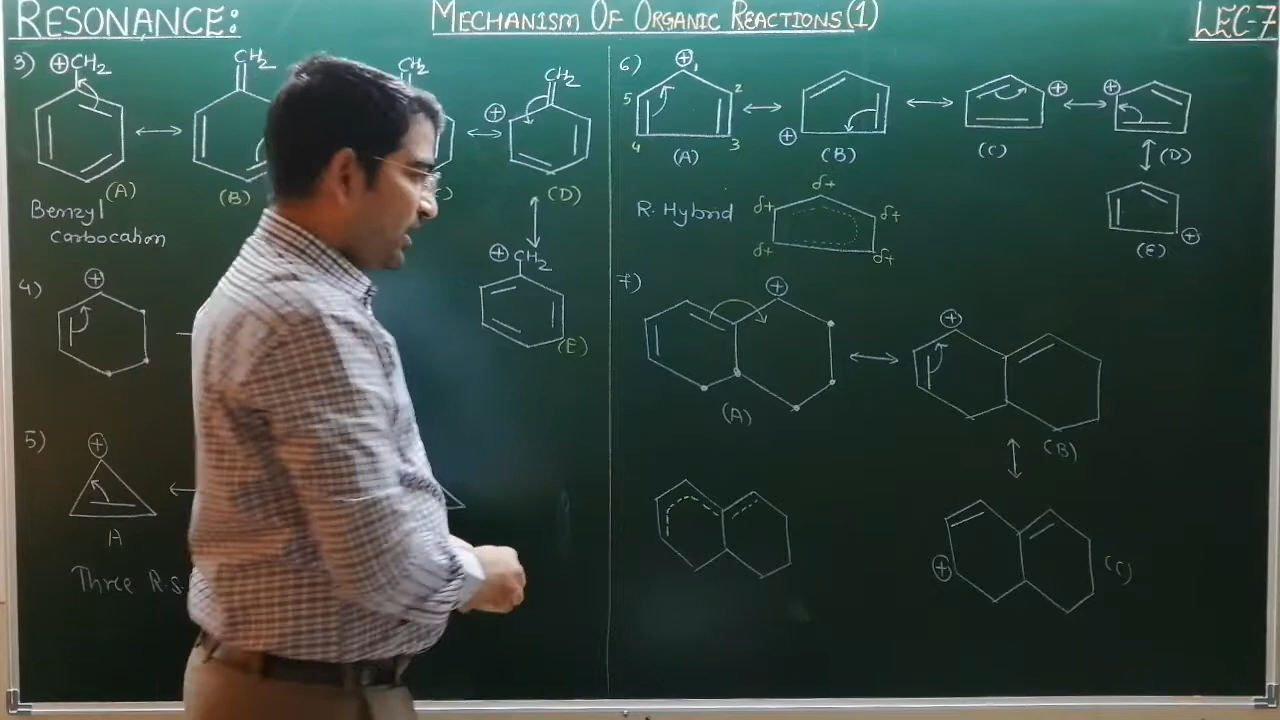 RESONANCE:
MECHANISM OF ORGANIC REACTIONS (1)
LEC-7
3)
⊕CH₂
(A)
Benzyl
carbocation
CH₂
(B)
CH₂
⊕
CH₂
(D)
⊕CH₂
(E)
4)
⊕
5)
⊕
A
Three R.S
6)
⊕
1
2
3
4
5
(A)
⊕
(B)
⊕
(C)
⊕
(D)
⊕
(E)
R. Hybrid
δ+
δ+
δ+
δ+
δ+
7)
⊕
(A)
⊕
(B)
⊕
(C)